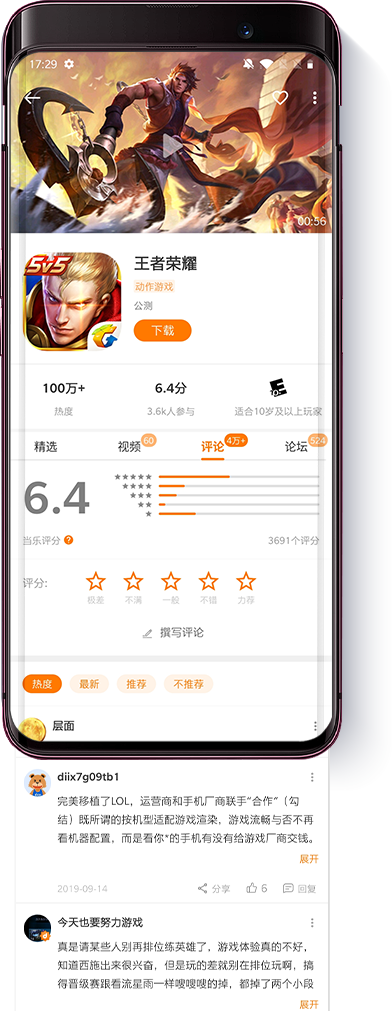 17:29
00:56
5v5
王者荣耀
动作游戏
公测
下载
100万+
6.4分
E
10+
热度
3.6k人参与
适合10岁及以上玩家
精选
视频
60
评论
4万+
论坛
524
6.4
当乐评分
?
3691个评分
评分:
极差
不满
一般
不错
力荐
撰写评论
热度
最新
推荐
不推荐
层面
diix7g09tb1
完美移植了LOL，运营商和手机厂商联手“合作”（勾
结）既所谓的按机型适配游戏渲染，游戏流畅与否不再
看机器配置，而是看你*的手机有没有给游戏厂商交钱。
展开
2019-09-14
分享
6
回复
今天也要努力游戏
真是请某些人别再排位练英雄了，游戏体验真的不好，
知道西施出来很兴奋，但是玩的差就别在排位玩啊，搞
得晋级赛跟看流星雨一样嗖嗖嗖的掉，都掉了两个小段
展开